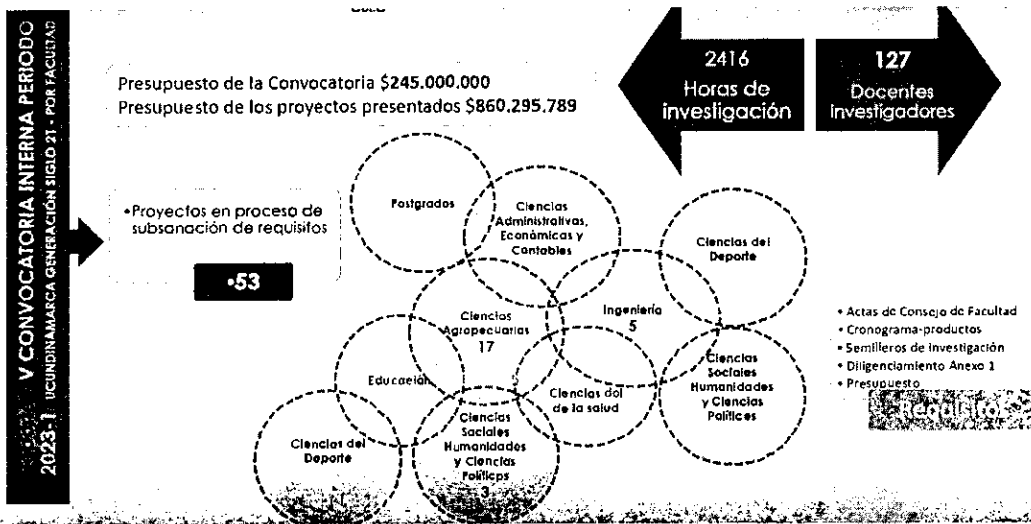 V CONVOCATORIA INTERNA PERIODO
2023-1 UCUNDINAMARCA GENERACIÓN SIGLO 21 - POR FACULTAD
Presupuesto de la Convocatoria $245.000.000
Presupuesto de los proyectos presentados $860.295.789
2416
Horas de
investigación
127
Docentes
Investigadores
•Proyectos en proceso de
subsanación de requisitos
•53
Postgrados
Ciencias
Administrativas,
Económicas y
Contables
Ciencias del
Deporte
Ciencias
Agropecuarias
17
Ingeniería
5
Educación
Ciencias
de la salud
Ciencias
Sociales
Humanidades
y Ciencias
Políticas
Ciencias del
Deporte
Ciencias
Sociales
Humanidades
y Ciencias
Políticas
3
• Actas de Consejo de Facultad
• Cronograma-productos
• Semilleros de investigación
• Diligenciamiento Anexo 1
• Presupuesto
Requisitos